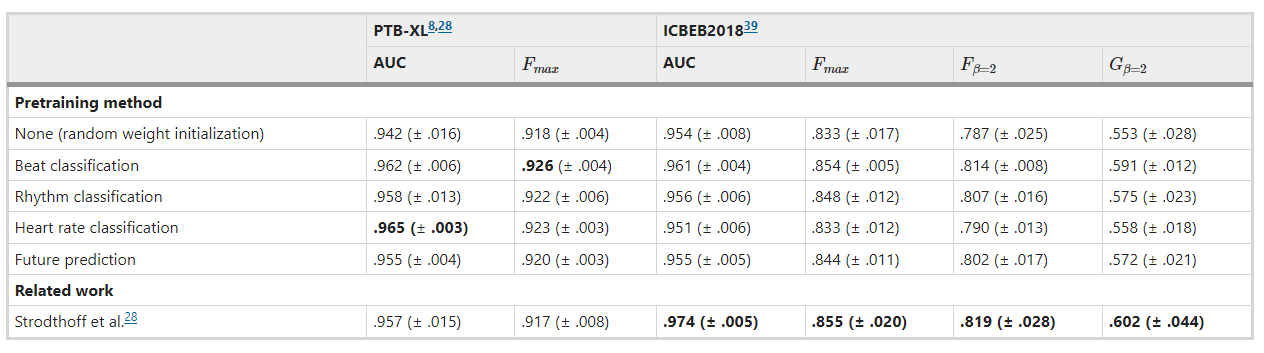 PTB-XL8,28 ICBEB201839
AUC Fmax AUC Fmax Fβ=2 Gβ=2
Pretraining method
None (random weight initialization) .942 (± .016) .918 (± .004) .954 (± .008) .833 (± .017) .787 (± .025) .553 (± .028)
Beat classification .962 (± .006) .926 (± .004) .961 (± .004) .854 (± .005) .814 (± .008) .591 (± .012)
Rhythm classification .958 (± .013) .922 (± .006) .956 (± .006) .848 (± .012) .807 (± .016) .575 (± .023)
Heart rate classification .965 (± .003) .923 (± .003) .951 (± .006) .833 (± .012) .790 (± .013) .558 (± .018)
Future prediction .955 (± .004) .920 (± .003) .955 (± .005) .844 (± .011) .802 (± .017) .572 (± .021)
Related work
Strodthoff et al.28 .957 (± .015) .917 (± .008) .974 (± .005) .855 (± .020) .819 (± .028) .602 (± .044)